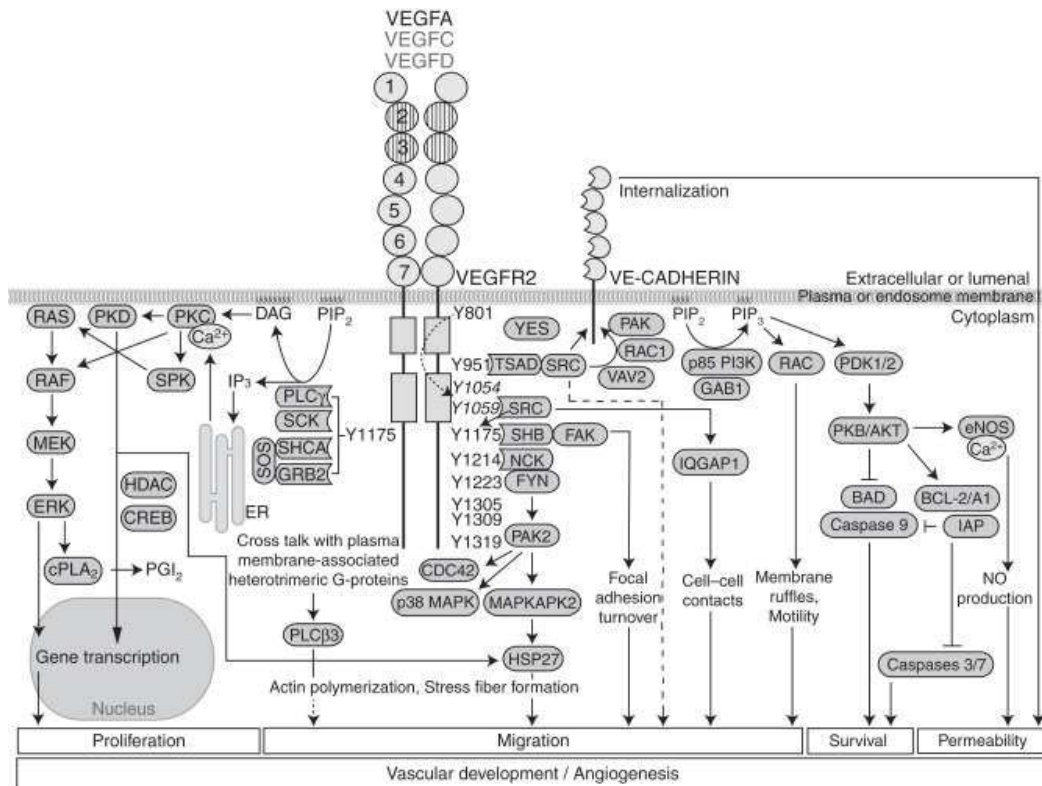 VEGFA
VEGFC
VEGFD
1
2
3
4
5
6
7
Internalization
VEGFR2
VE-CADHERIN
Extracellular or lumenal
Plasma or endosome membrane
Cytoplasm
RAS
PKD
PKC
Ca2+
DAG
PIP2
RAF
SPK
IP3
PLCγ
SCK
SHCA
GRB2
SOS
Y1175
MEK
ERK
HDAC
CREB
ER
cPLA2
PGI2
Cross talk with plasma
membrane-associated
heterotrimeric G-proteins
PLCβ3
Gene transcription
Nucleus
Actin polymerization, Stress fiber formation
Y801
Y951
Y1054
Y1059
Y1175
Y1214
Y1223
Y1305
Y1309
Y1319
YES
TSAD
SRC
PAK
RAC1
VAV2
SRC
SHB
FAK
NCK
FYN
PAK2
CDC42
p38 MAPK
MAPKAPK2
HSP27
PIP2
PIP3
p85 PI3K
GAB1
RAC
PDK1/2
IQGAP1
PKB/AKT
eNOS
Ca2+
BAD
BCL-2/A1
Caspase 9
IAP
Focal
adhesion
turnover
Cell–cell
contacts
Membrane
ruffles,
Motility
NO
production
Caspases 3/7
Proliferation
Migration
Survival
Permeability
Vascular development / Angiogenesis